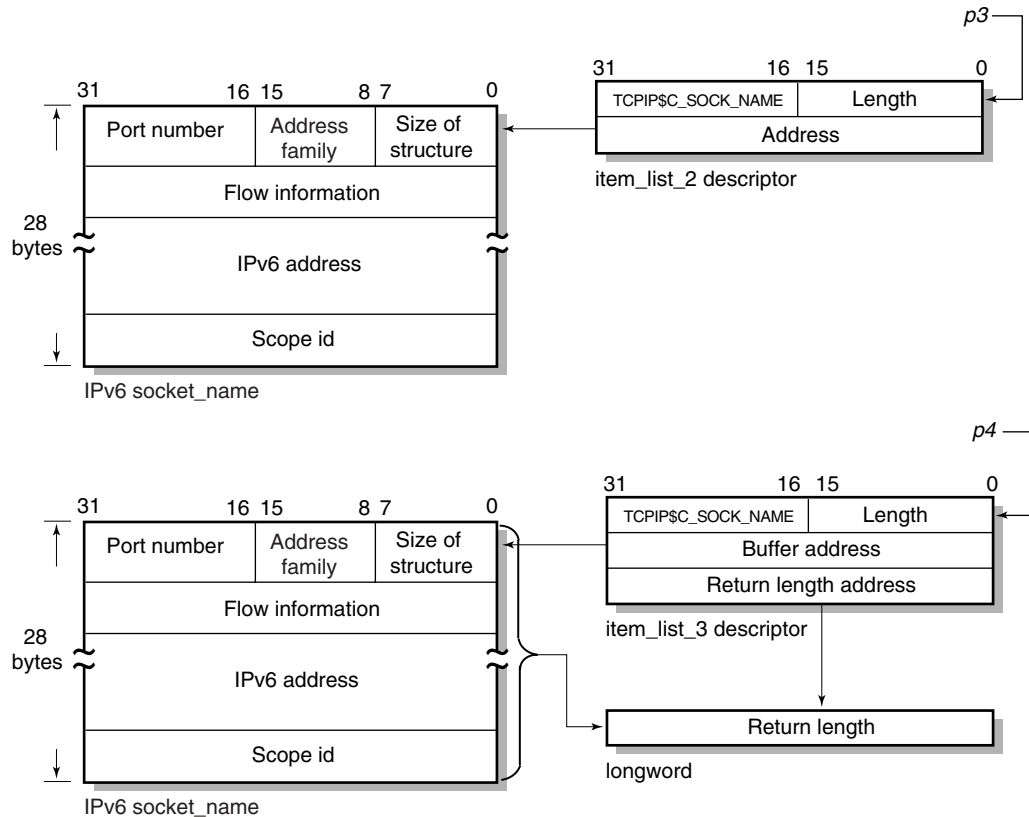 p3
31 16 15 0
TCPIP$C_SOCK_NAME Length
Address
item_list_2 descriptor
31 16 15 8 7 0
Port number Address family Size of structure
Flow information
28 bytes
IPv6 address
Scope id
IPv6 socket_name
p4
31 16 15 0
TCPIP$C_SOCK_NAME Length
Buffer address
Return length address
item_list_3 descriptor
31 16 15 8 7 0
Port number Address family Size of structure
Flow information
28 bytes
IPv6 address
Scope id
IPv6 socket_name
Return length
longword